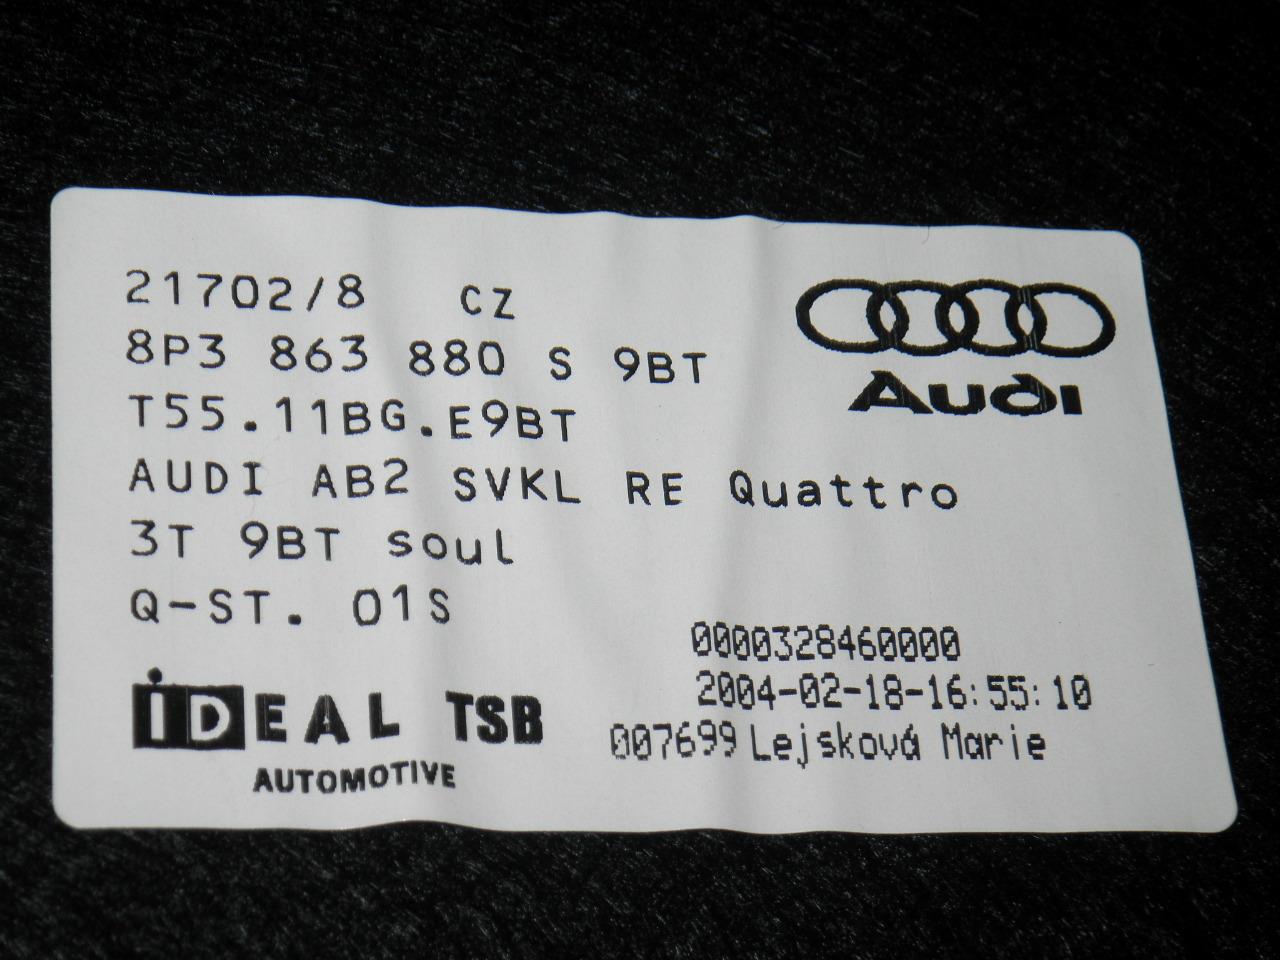 21702/8 CZ
8P3 863 880 S 9BT
T55.11BG.E9BT
AUDI AB2 SVKL RE Quattro
3T 9BT soul
Q-ST. 01S
Audi
0000328460000
2004-02-18-16:55:10
007699 Lejsková Marie
iDEAL TSB
AUTOMOTIVE